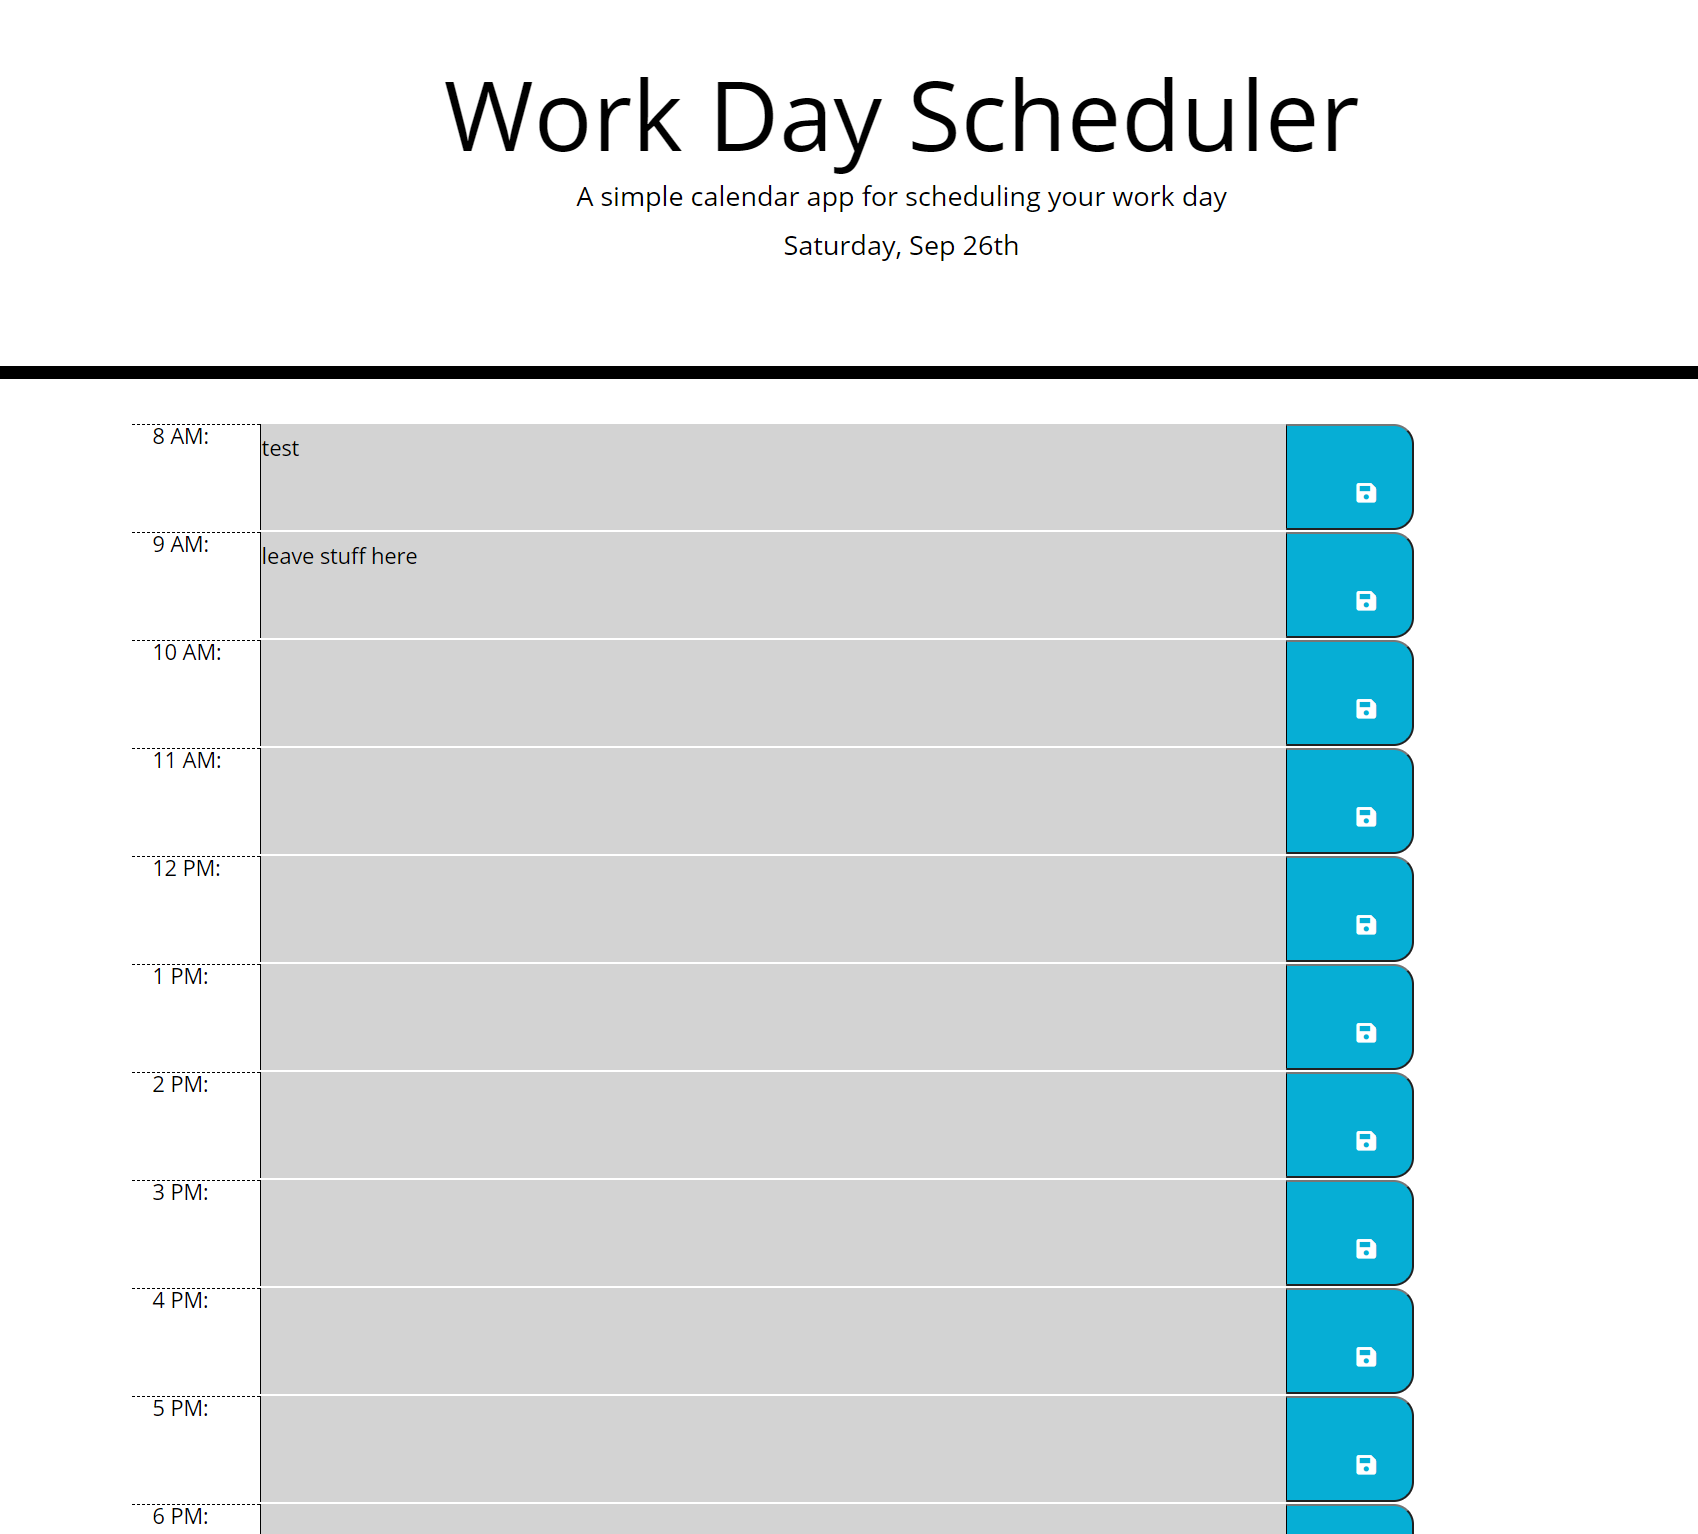 Work Day Scheduler
A simple calendar app for scheduling your work day
Saturday, Sep 26th
8 AM:
test
9 AM:
leave stuff here
10 AM:
11 AM:
12 PM:
1 PM:
2 PM:
3 PM:
4 PM:
5 PM:
6 PM: